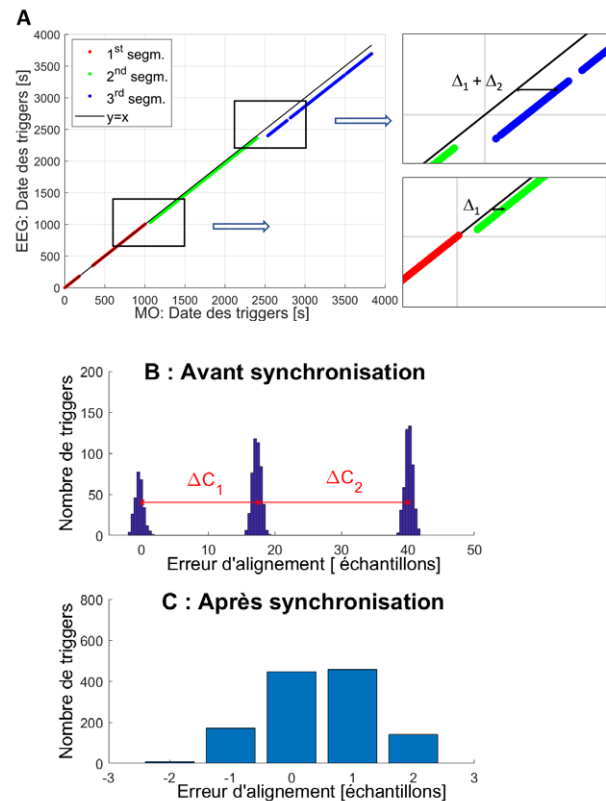 A
4000
3500
3000
2500
2000
1500
1000
500
0
EEG: Date des triggers [s]
1st segm.
2nd segm.
3rd segm.
y=x
0 500 1000 1500 2000 2500 3000 3500 4000
MO: Date des triggers [s]
Δ1 + Δ2
Δ1
B : Avant synchronisation
200
150
100
50
0
Nombre de triggers
ΔC1
ΔC2
0 10 20 30 40 50
Erreur d'alignement [ échantillons]
C : Après synchronisation
800
600
400
200
0
Nombre de triggers
-3 -2 -1 0 1 2 3
Erreur d'alignement [échantillons]